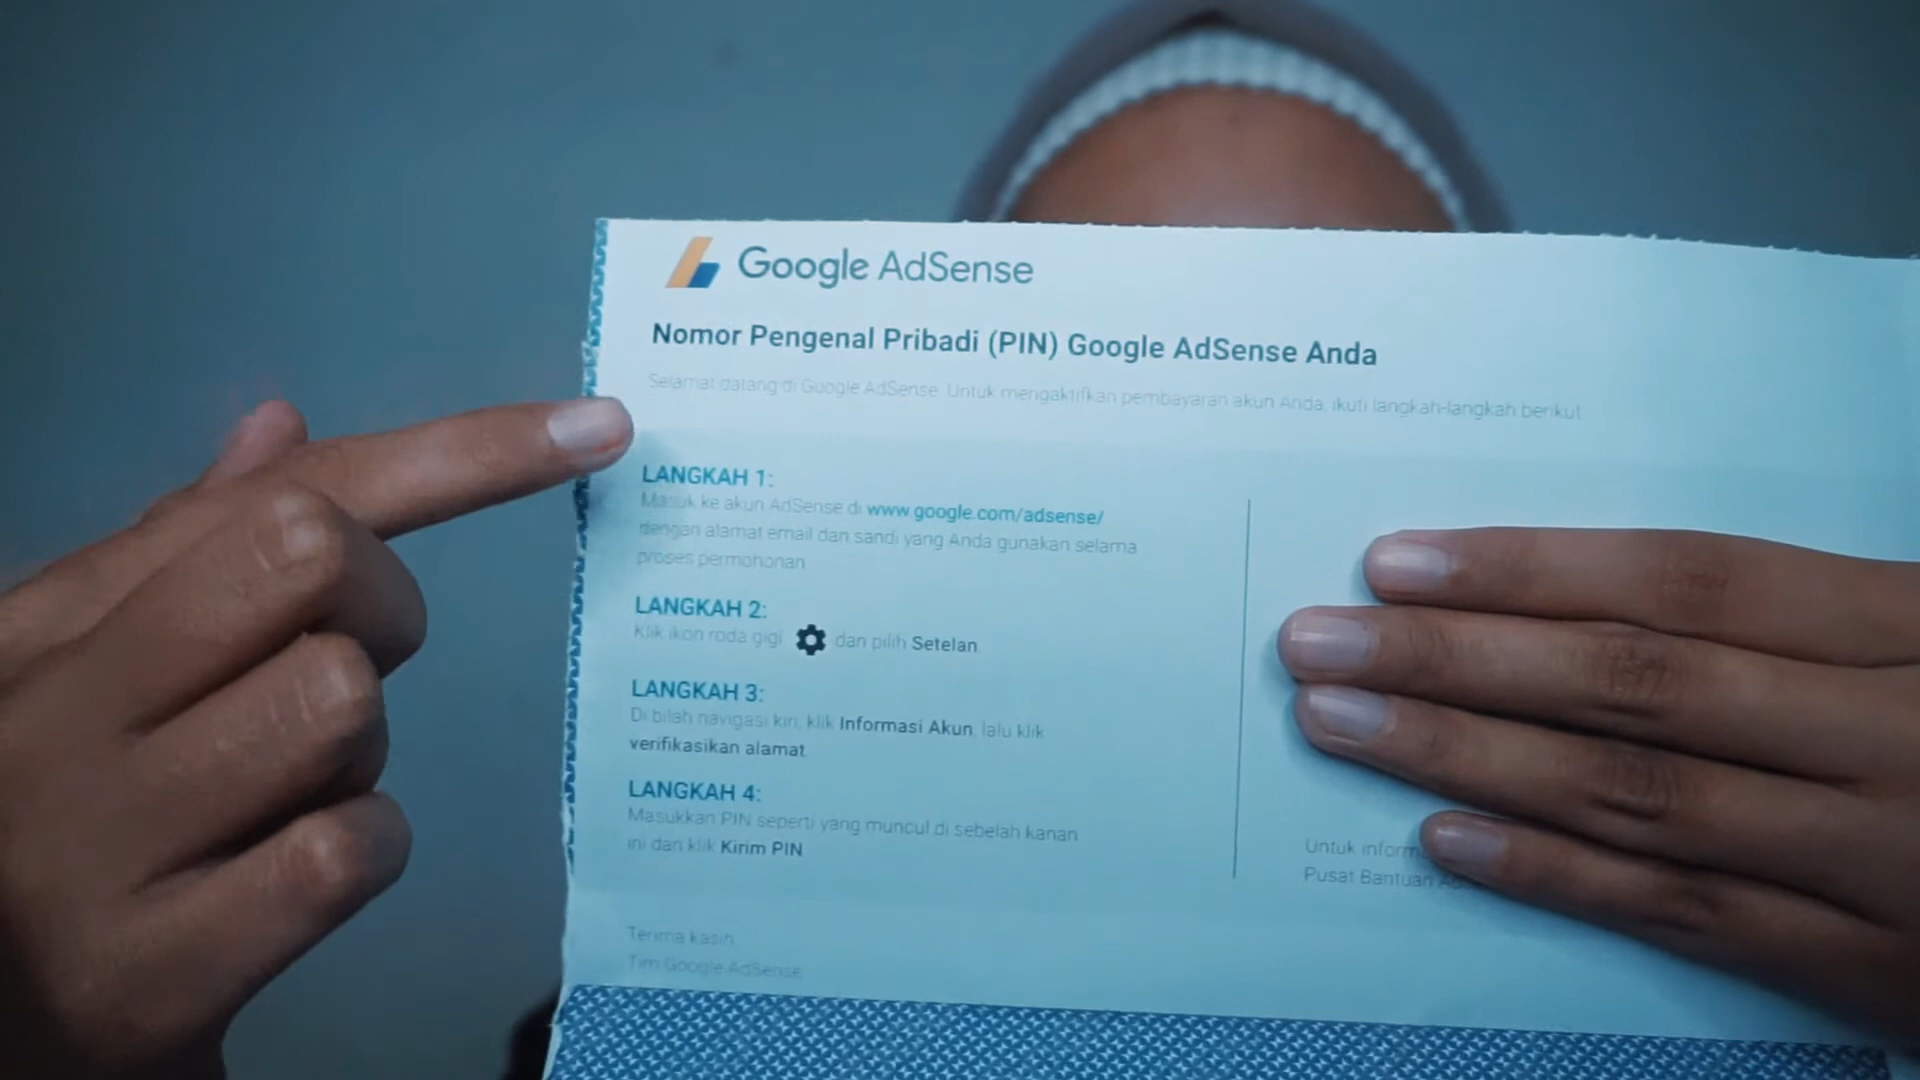 Google AdSense
Nomor Pengenal Pribadi (PIN) Google AdSense Anda
Selamat datang di Google AdSense. Untuk mengaktifkan pembayaran akun Anda, ikuti langkah-langkah berikut
LANGKAH 1:
Masuk ke akun AdSense di www.google.com/adsense/
dengan alamat email dan sandi yang Anda gunakan selama
proses permohonan
LANGKAH 2:
Klik ikon roda gigi dan pilih Setelan
LANGKAH 3:
Di bilah navigasi kiri, klik Informasi Akun, lalu klik
verifikasikan alamat
LANGKAH 4:
Masukkan PIN seperti yang muncul di sebelah kanan
ini dan klik Kirim PIN
Untuk
Pusat Bantuan
Terima kasih,
Tim Google AdSense